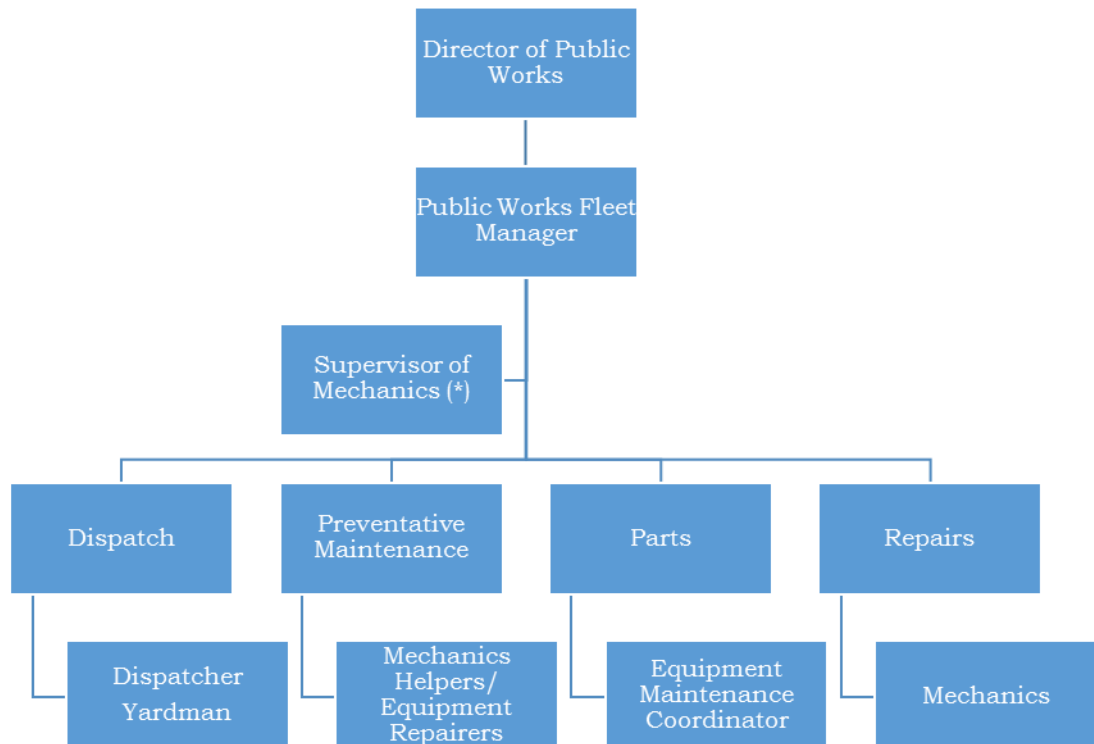 Director of Public
Works
Public Works Fleet
Manager
Supervisor of
Mechanics (*)
Dispatch
Preventative
Maintenance
Parts
Repairs
Dispatcher
Yardman
Mechanics
Helpers/
Equipment
Repairers
Equipment
Maintenance
Coordinator
Mechanics